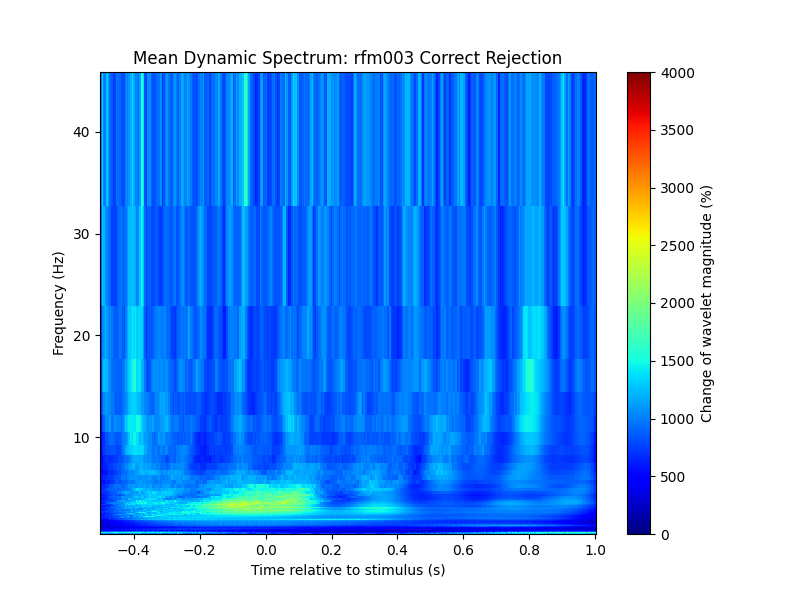 Mean Dynamic Spectrum: rfm003 Correct Rejection
Frequency (Hz)
40
30
20
10
−0.4 −0.2 0.0 0.2 0.4 0.6 0.8 1.0
Time relative to stimulus (s)
4000
3500
3000
2500
2000
1500
1000
500
0
Change of wavelet magnitude (%)